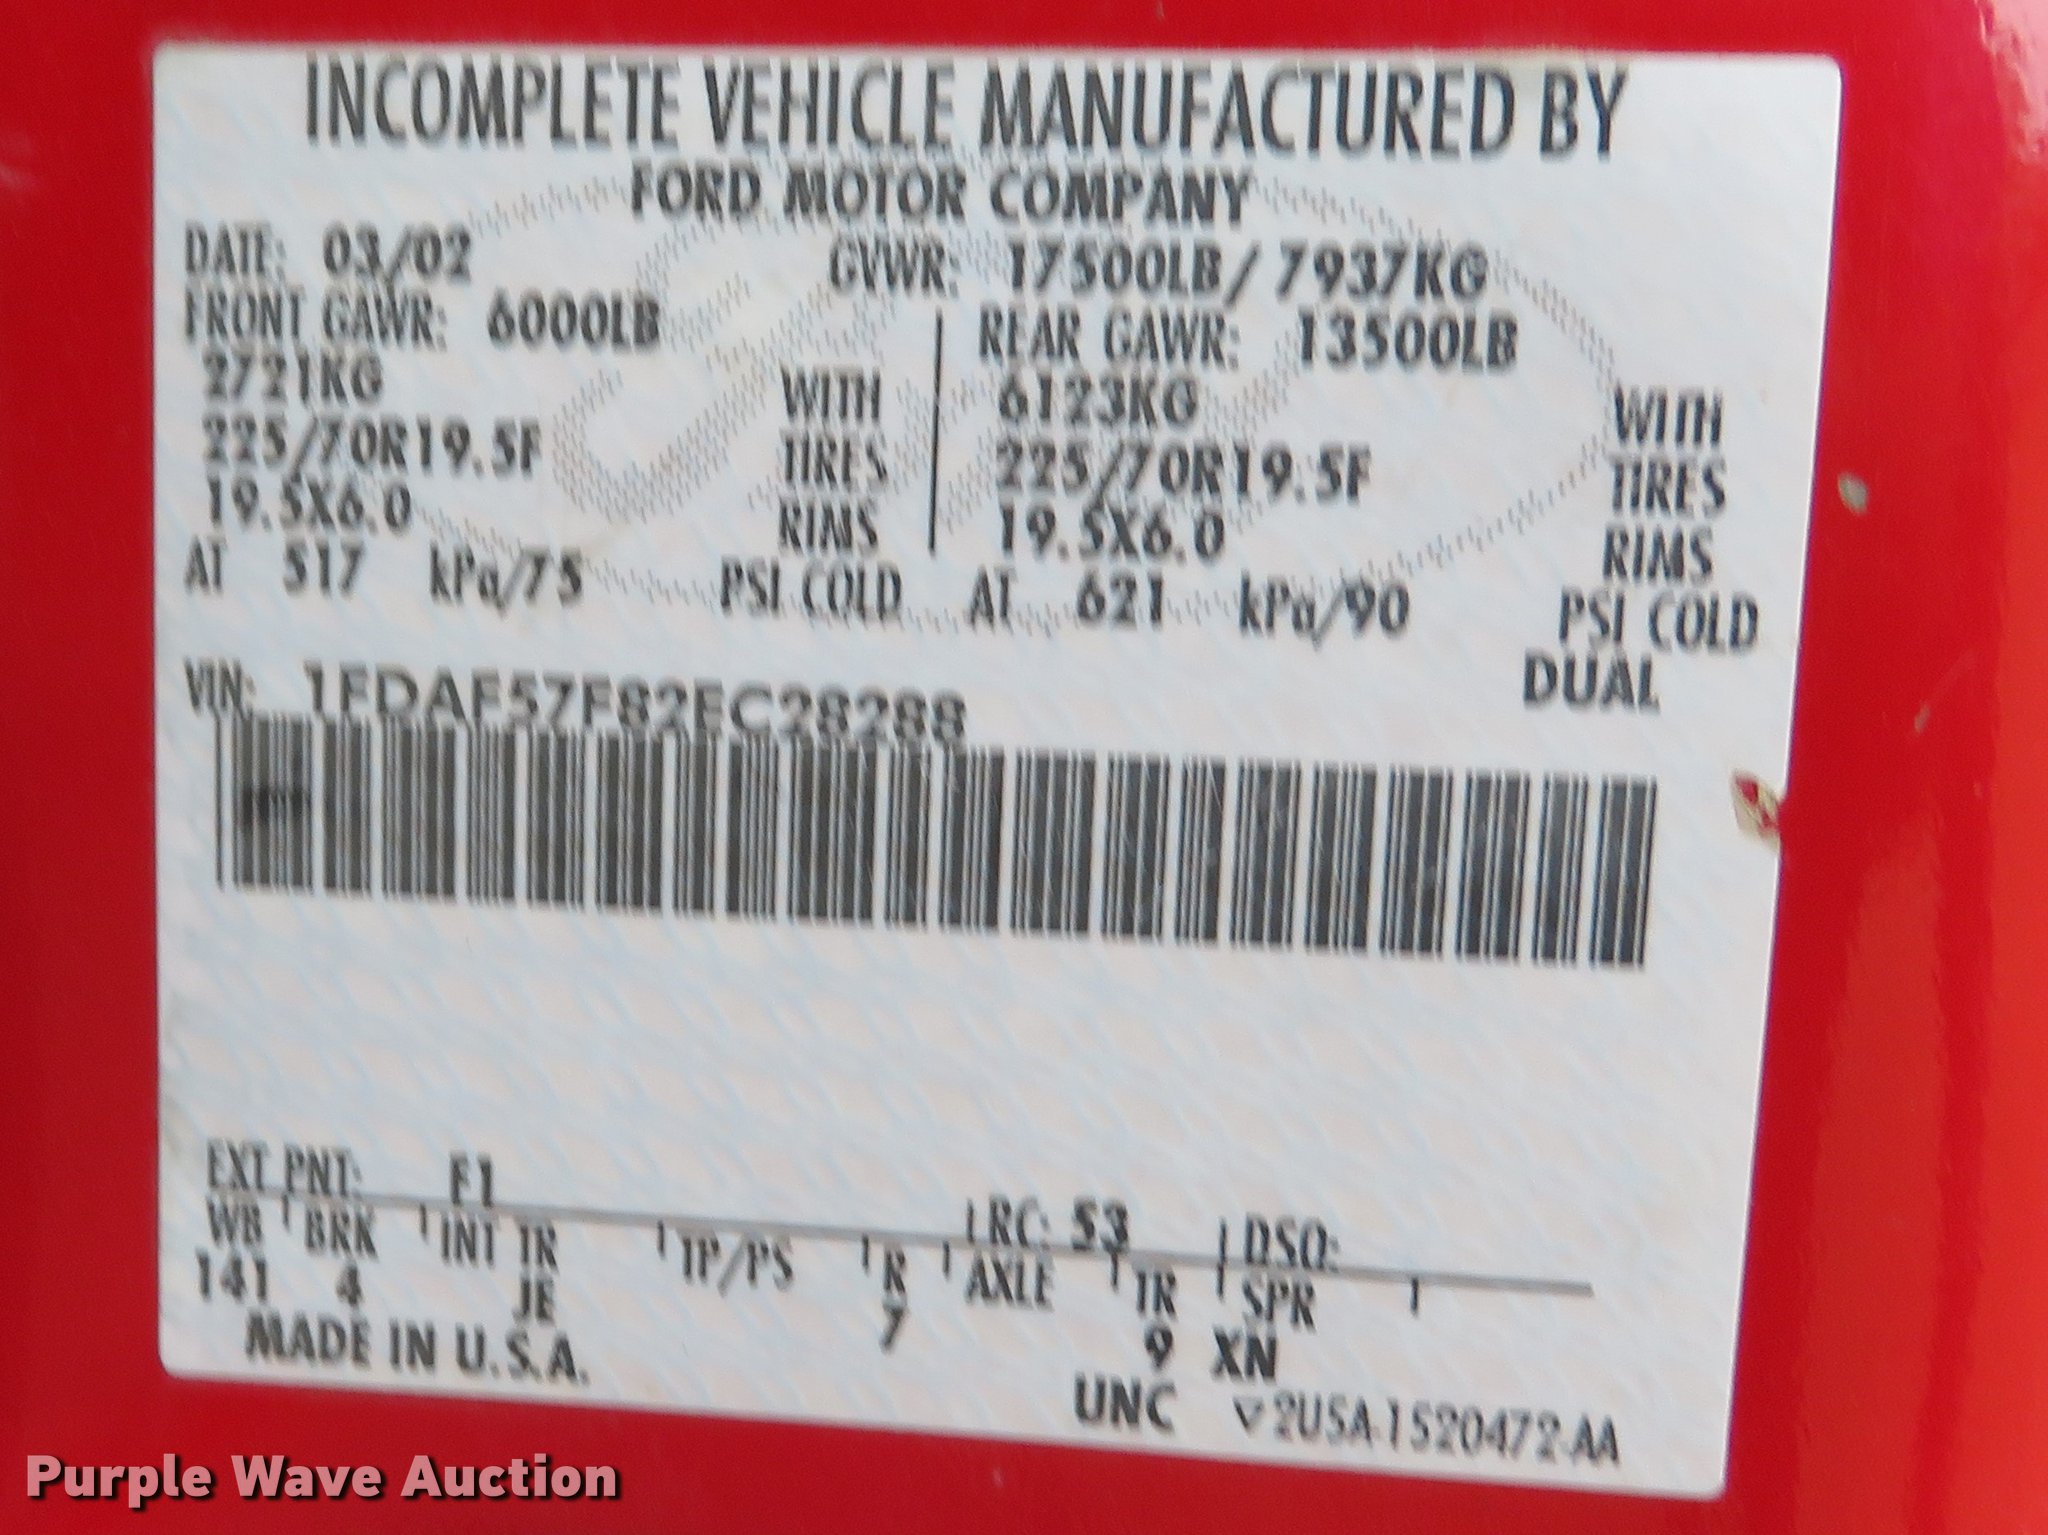 INCOMPLETE VEHICLE MANUFACTURED BY
FORD MOTOR COMPANY
DATE: 03/02 GVWR: 17500LB/ 7937KG
FRONT GAWR: 6000LB REAR GAWR: 13500LB
2721KG WITH 6123KG WITH
225/70R19.5F TIRES 225/70R19.5F TIRES
19.5X6.0 RIMS 19.5X6.0 RIMS
AT 517 kPa/75 PSI COLD AT 621 kPa/90 PSI COLD
DUAL
VIN: 1FDAF57F82EC28288
EXT PNT: F1 RC: 53 DSO:
WB BRK INT TR TP/PS R AXLE TR SPR
141 4 JE 7 9 XN
MADE IN U.S.A.
UNC ▽2U5A-1520472-AA
Purple Wave Auction